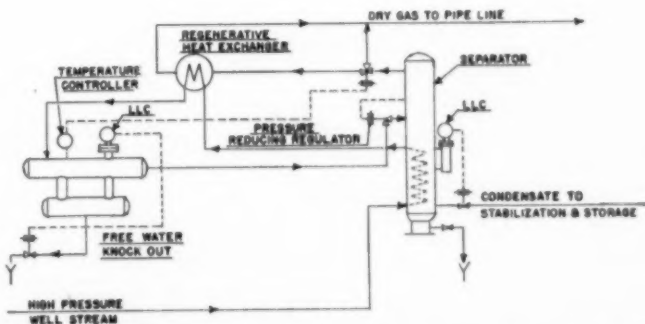 DRY GAS TO PIPE LINE
REGENERATIVE
HEAT EXCHANGER
SEPARATOR
TEMPERATURE
CONTROLLER
LLC
LLC
PRESSURE
REDUCING REGULATOR
CONDENSATE TO
STABILIZATION & STORAGE
FREE WATER
KNOCK OUT
HIGH PRESSURE
WELL STREAM